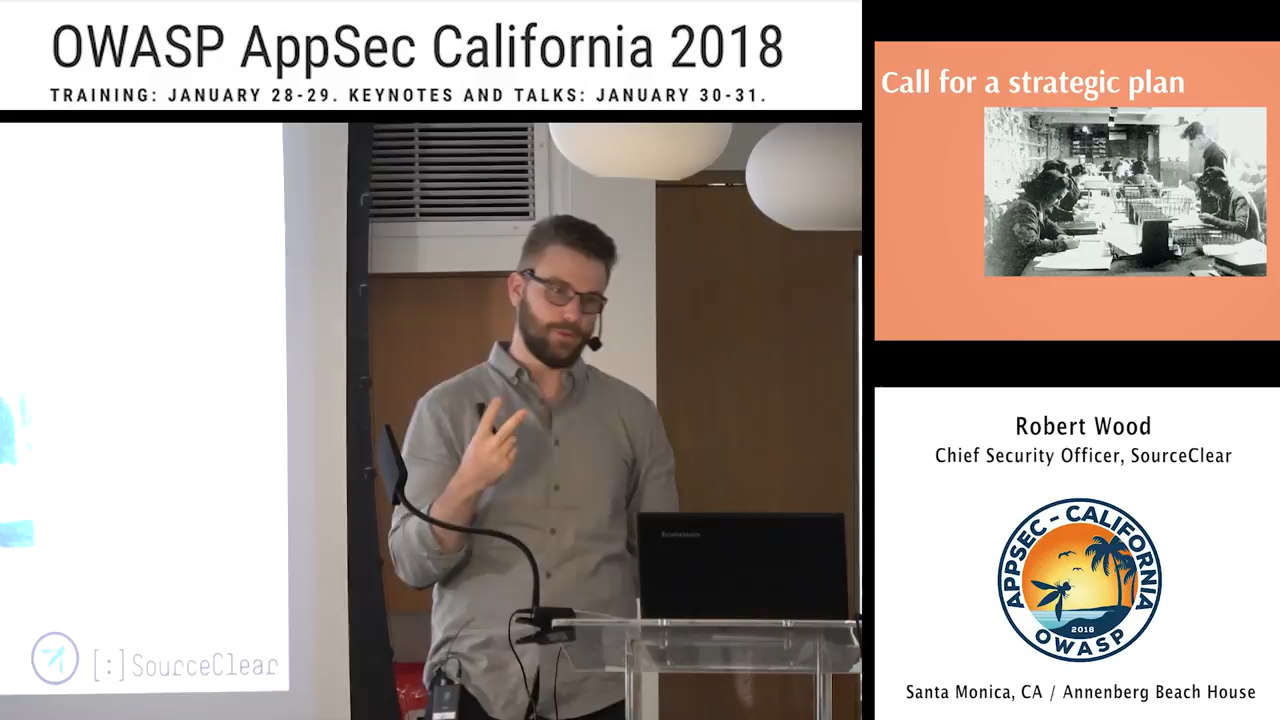 OWASP AppSec California 2018
TRAINING: JANUARY 28-29. KEYNOTES AND TALKS: JANUARY 30-31.
Call for a strategic plan
lenovo
[:]SourceClear
Robert Wood
Chief Security Officer, SourceClear
APPSEC - CALIFORNIA
2018
OWASP
Santa Monica, CA / Annenberg Beach House